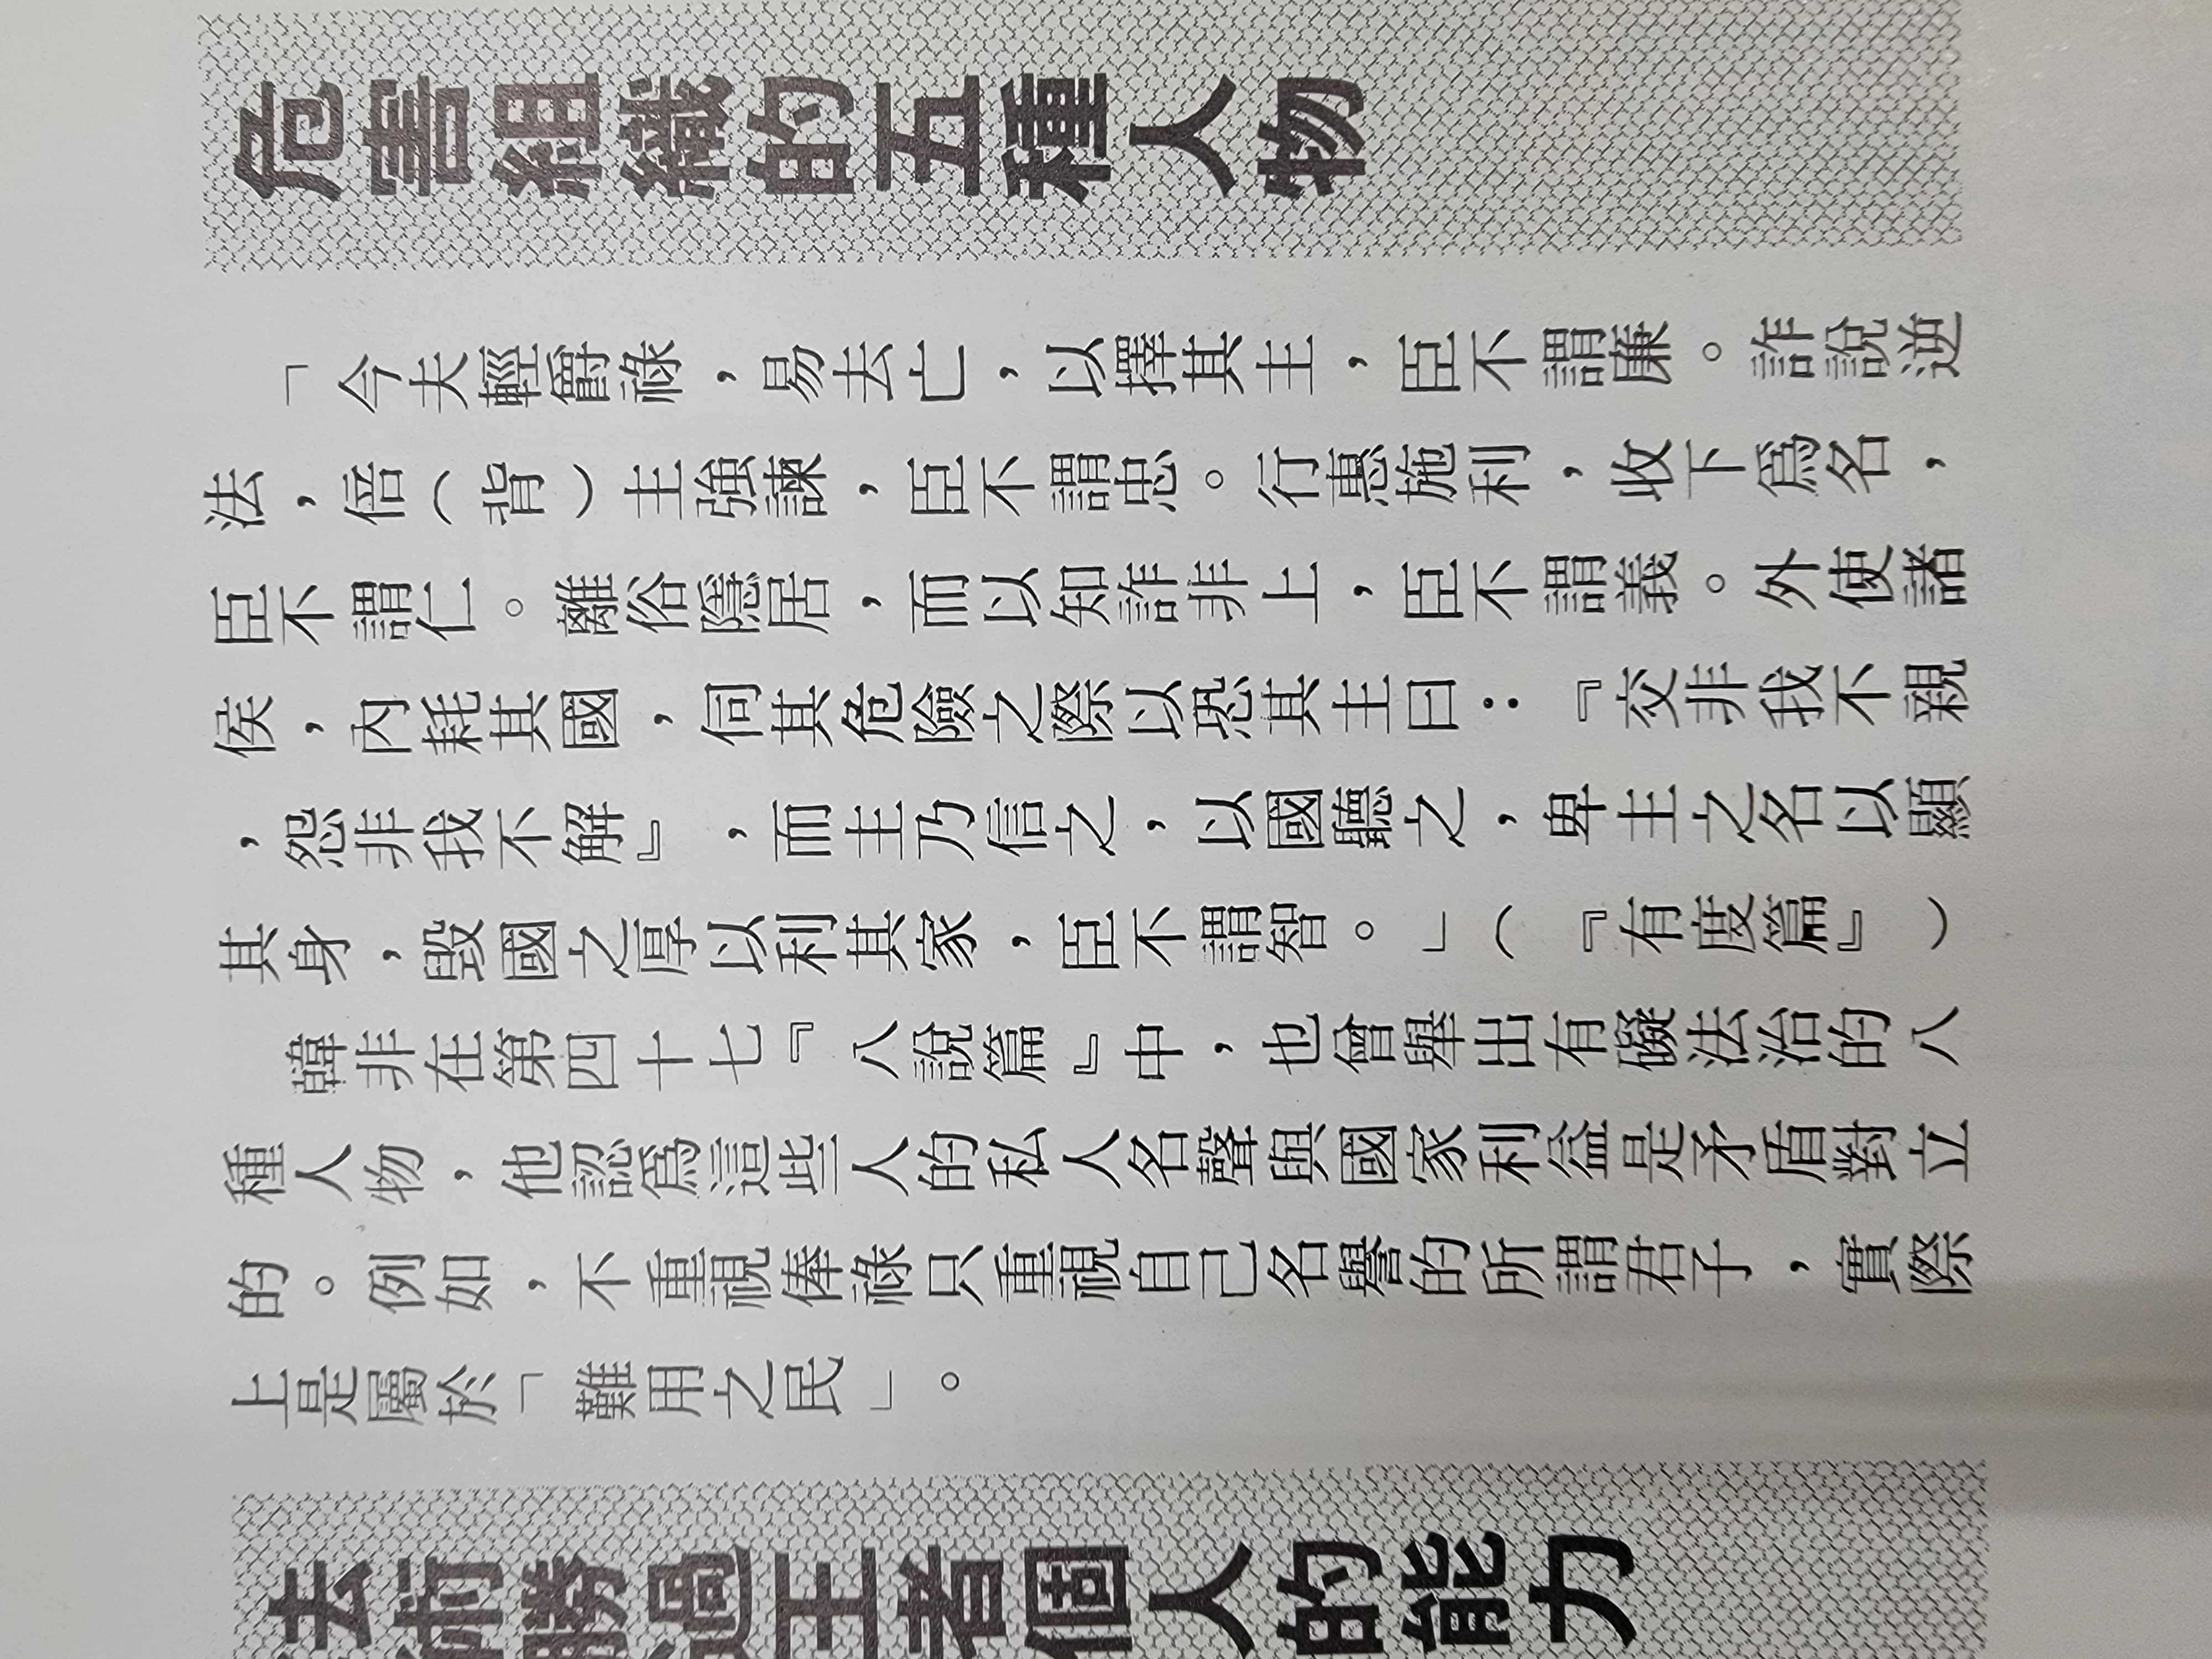 危害組織的五種人物
「今夫輕爵祿，易去亡，以擇其主，臣不謂廉。詐說逆
法，倍（背）主強諫，臣不謂忠。行惠施利，收下爲名，
臣不謂仁。離俗隱居，而以知詐非上，臣不謂義。外使諸
侯，內耗其國，伺其危險之際以恐其主曰：『交非我不親
，怨非我不解』，而主乃信之，以國聽之，卑主之名以顯
其身，毀國之厚以利其家，臣不謂智。」（『有度篇』）
韓非在第四十七『八說篇』中，也曾舉出有礙法治的八
種人物，他認爲這些人的私人名聲與國家利益是矛盾對立
的。例如，不重視俸祿只重視自己名譽的所謂君子，實際
上是屬於「難用之民」。
法術勝過王者個人的能力